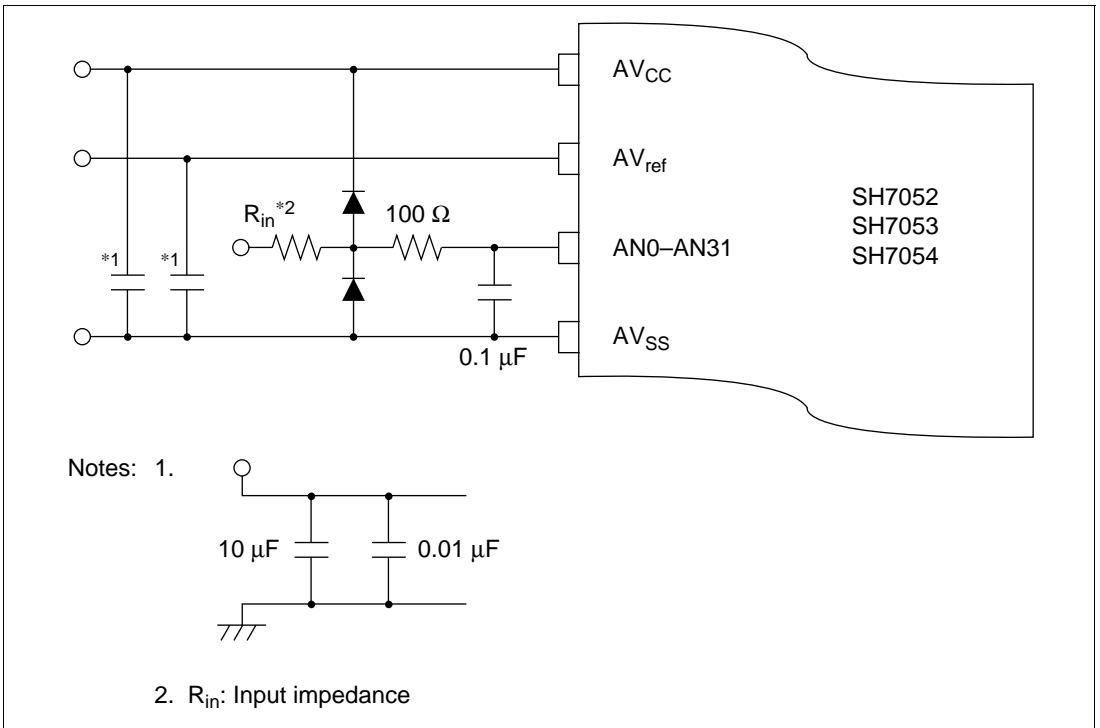 AVCC
AVref
Rin*2
100 Ω
SH7052
SH7053
SH7054
AN0–AN31
*1
*1
AVSS
0.1 μF
Notes: 1.
10 μF
0.01 μF
2. Rin: Input impedance